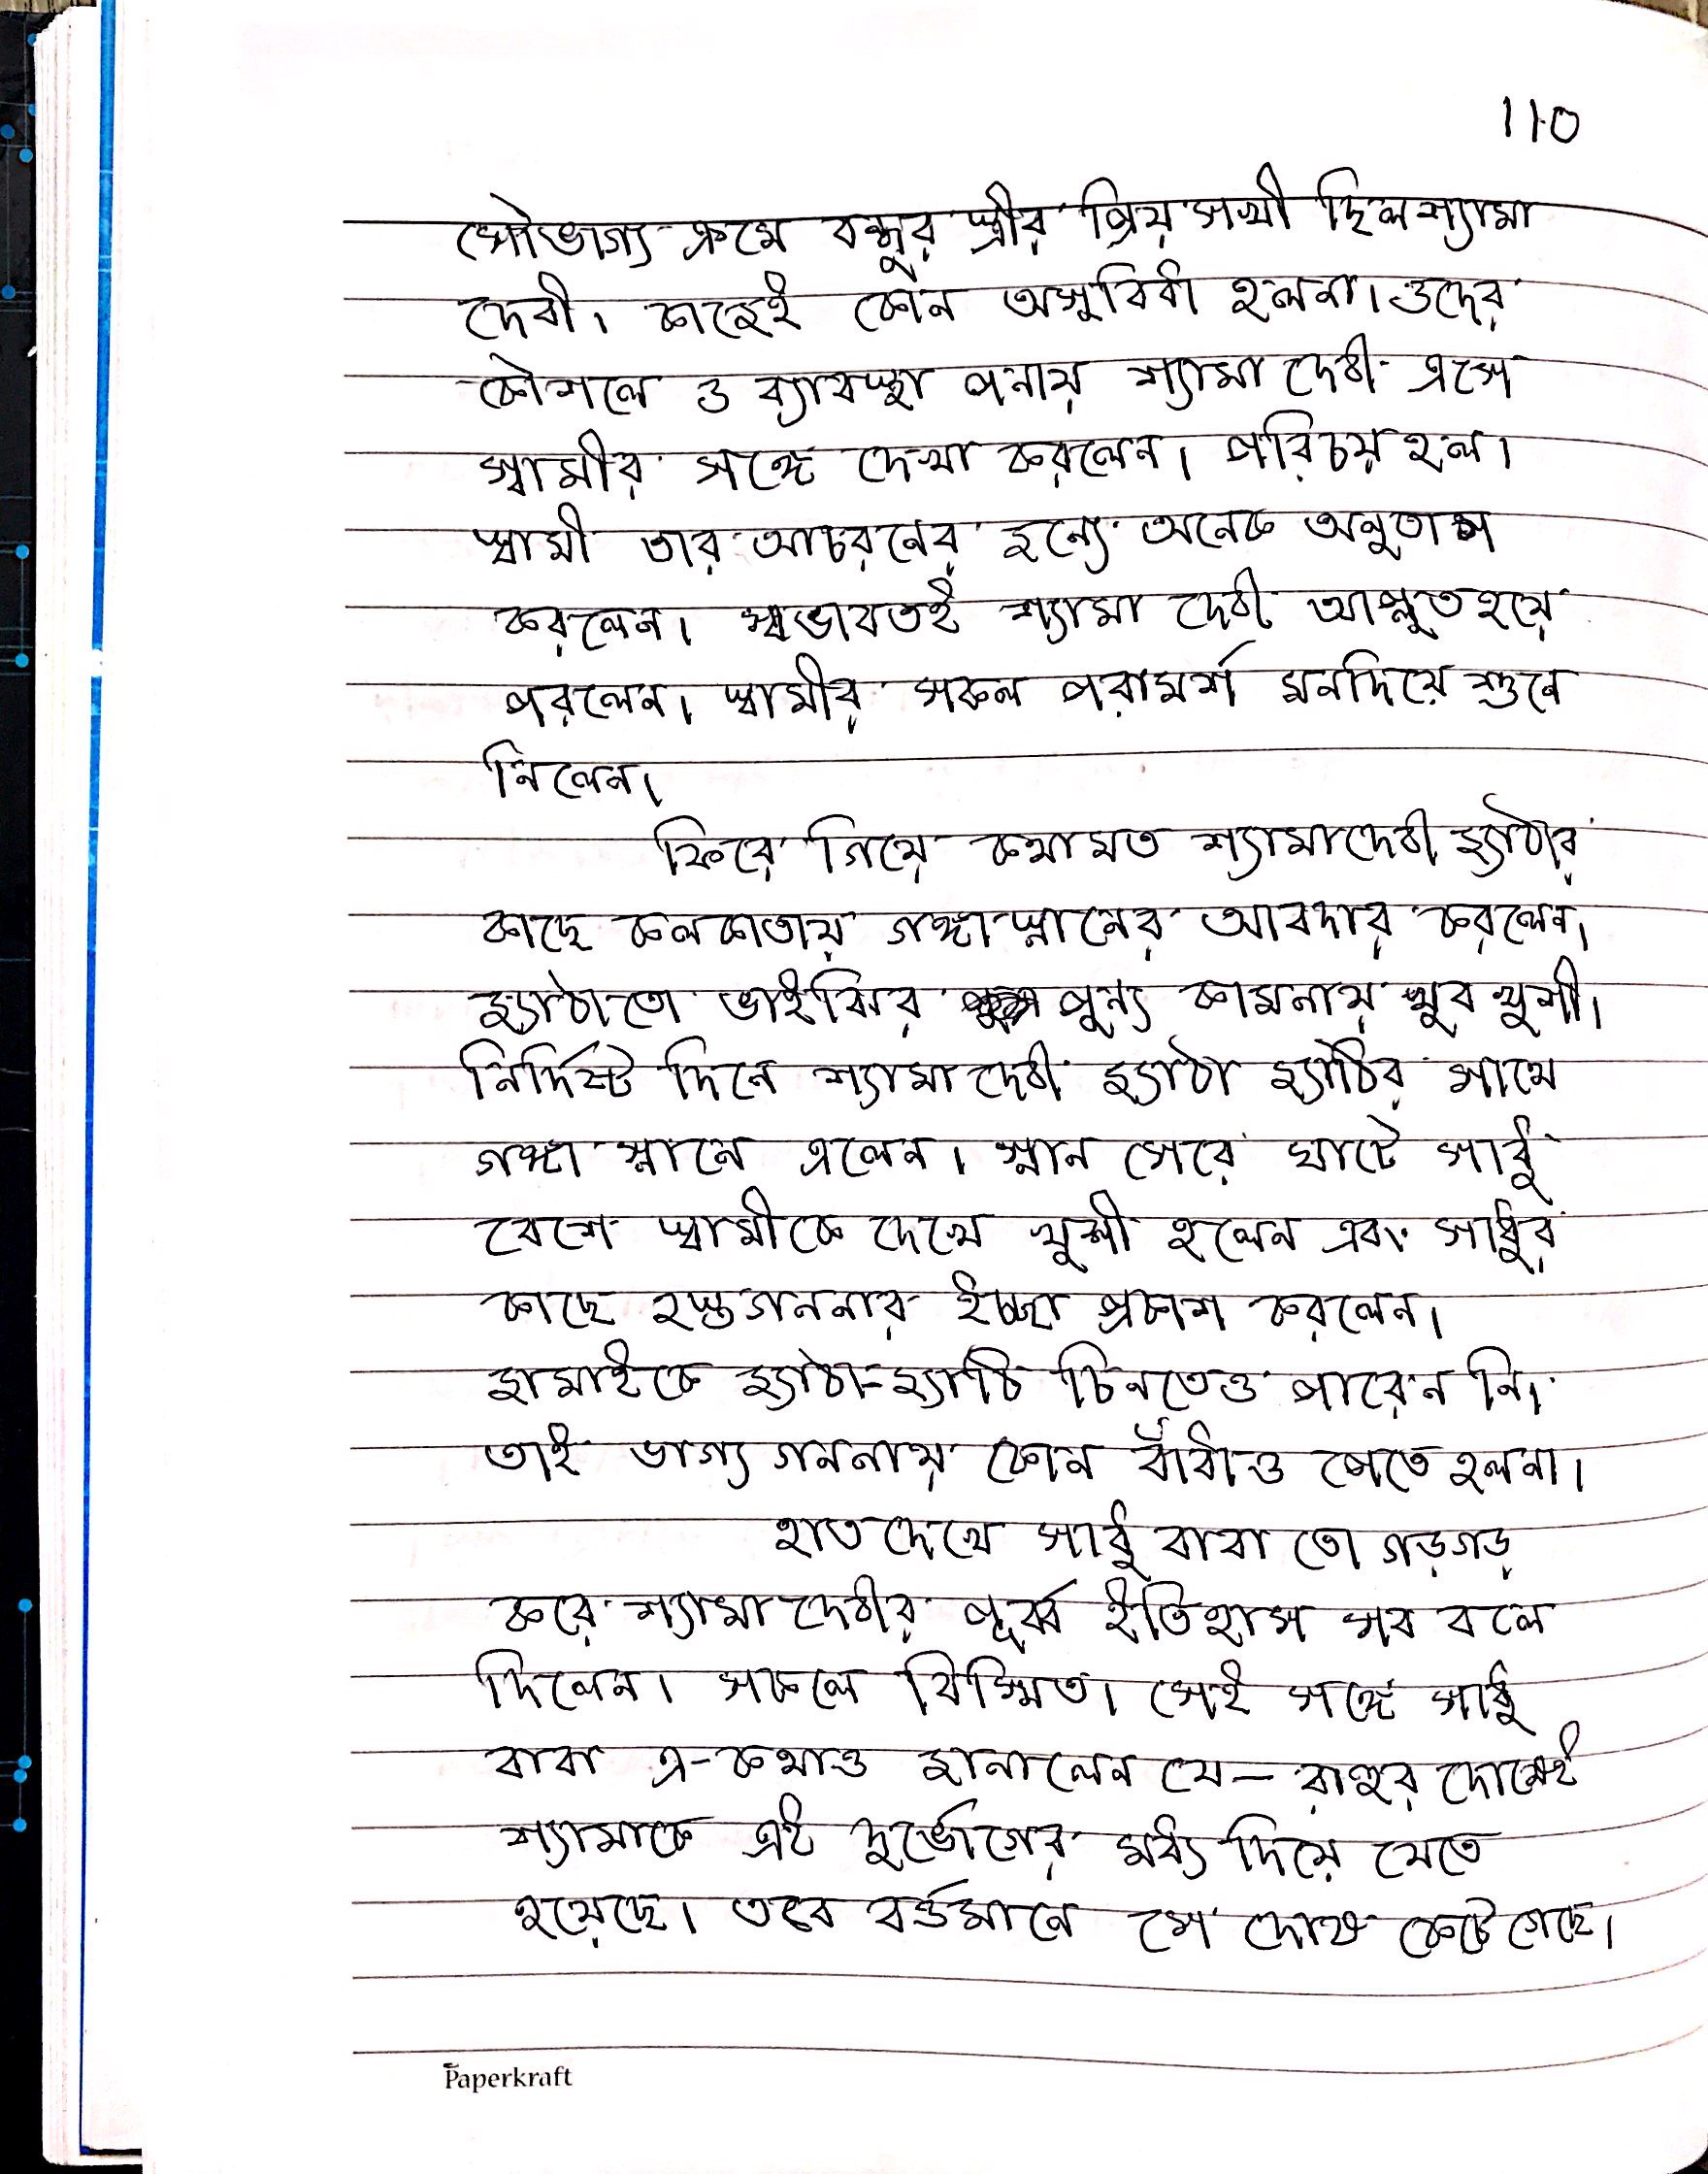 110
সৌভাগ্য ক্রমে বন্ধুর স্ত্রীর প্রিয় সখী ছিল শ্যামা
দেবী। কাজেই কোন অসুবিধা হলনা। ওদের
কৌশলে ও ব্যাবস্থা পনায় শ্যামা দেবী এসে
স্বামীর সঙ্গে দেখা করলেন। পরিচয় হল।
স্বামী তার আচরনের জন্যে অনেক অনুতাপ
করলেন। স্বভাবতই শ্যামা দেবী আপ্লুত হয়ে
পরলেন। স্বামীর সকল পরামর্শ মনদিয়ে শুনে
নিলেন।
ফিরে গিয়ে কথামত শ্যামাদেবী জ্যাঠার
কাছে কলকাতায় গঙ্গাস্নানের আবদার করলেন।
জ্যাঠাতো ভাইঝির পুন্য কামনায় খুব খুশী।
নির্দিস্ট দিনে শ্যামাদেবী জ্যাঠা জ্যাঠির সাথে
গঙ্গা স্নানে এলেন। স্নান সেরে ঘাটে সাধু
বেশে স্বামীকে দেখে খুশী হলেন এবং সাধুর
কাছে হস্তগননার ইচ্ছা প্রকাশ করলেন।
জামাইকে জ্যাঠা-জ্যাঠি চিনতেও পারেন নি।
তাই ভাগ্য গননায় কোন বাঁধাও পেতে হলনা।
হাত দেখে সাধু বাবা তো গড়গড়
করে শ্যামা দেবীর পূর্ব্ব ইতিহাস সব বলে
দিলেন। সকলে বিস্মিত। সেই সঙ্গে সাধু
বাবা এ-কথাও জানালেন যে- রাহুর দোষেই
শ্যামাকে এই দুর্ভোগের মধ্য দিয়ে যেতে
হয়েছে। তবে বর্ত্তমানে সে দোষ কেটে গেছে।
Paperkraft